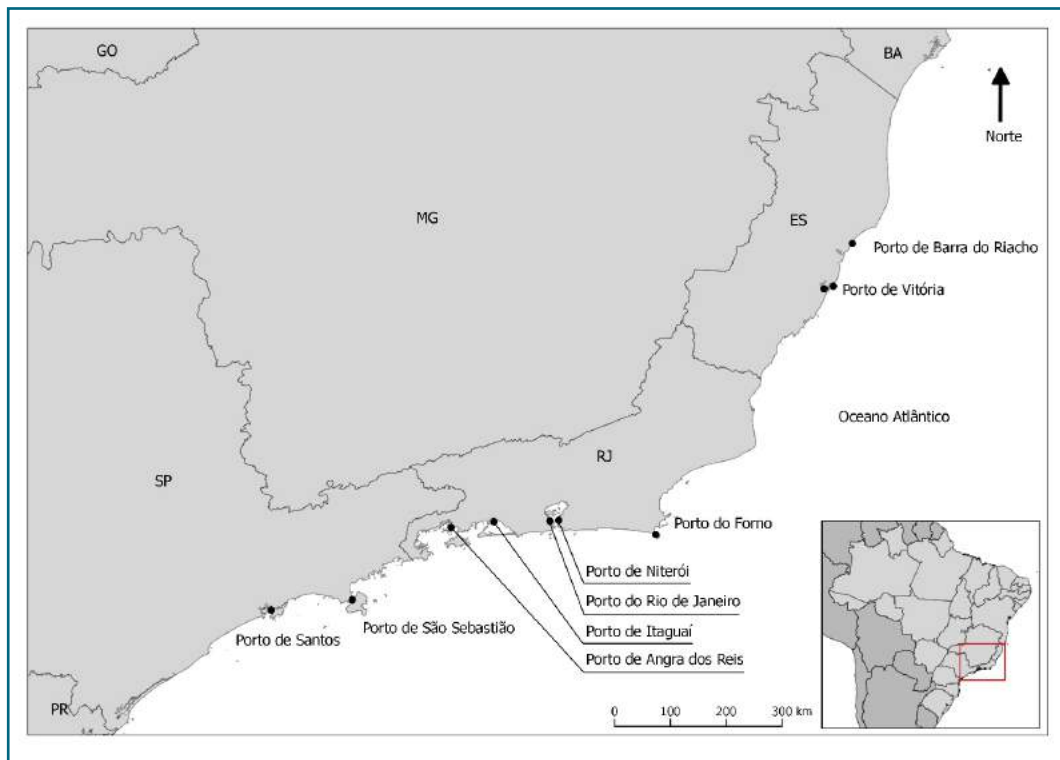 GO
BA
Norte
MG
ES
Porto de Barra do Riacho
Porto de Vitória
Oceano Atlântico
RJ
SP
Porto do Forno
Porto de Niterói
Porto do Rio de Janeiro
Porto de São Sebastião
Porto de Santos
Porto de Itaguaí
Porto de Angra dos Reis
PR
0 100 200 300 km